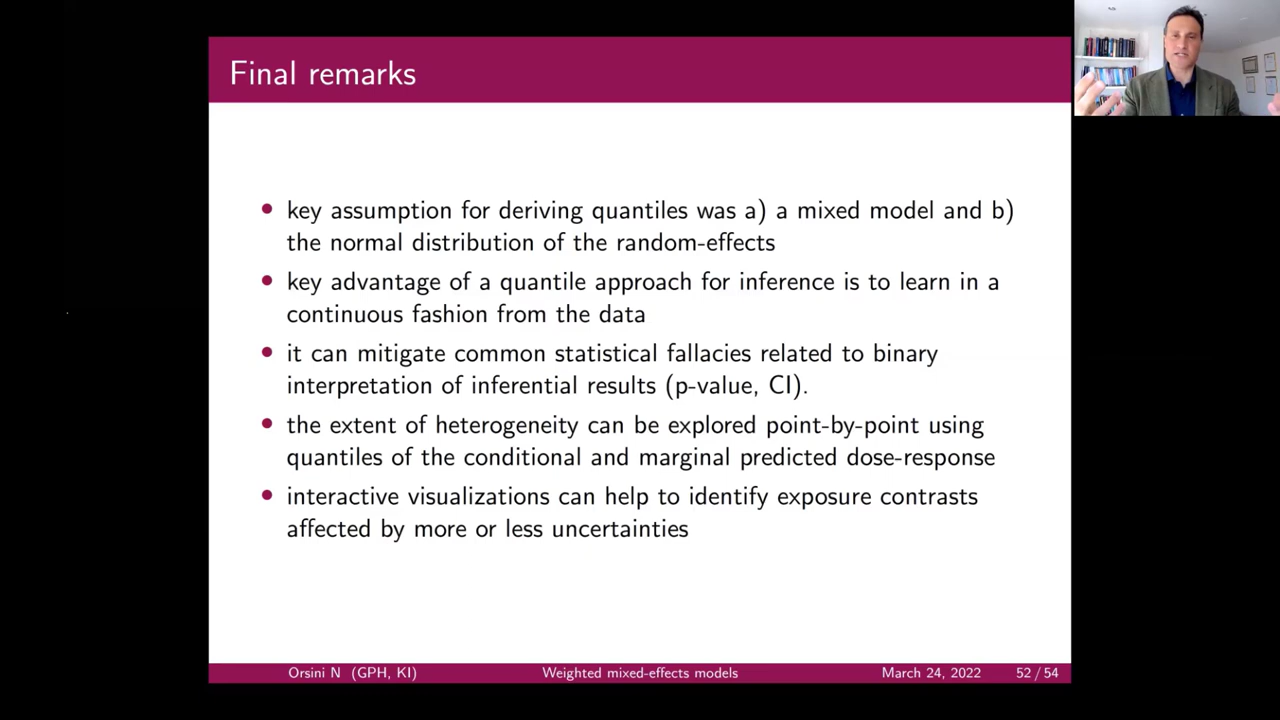 Final remarks
key assumption for deriving quantiles was a) a mixed model and b)
the normal distribution of the random-effects
key advantage of a quantile approach for inference is to learn in a
continuous fashion from the data
it can mitigate common statistical fallacies related to binary
interpretation of inferential results (p-value, CI).
the extent of heterogeneity can be explored point-by-point using
quantiles of the conditional and marginal predicted dose-response
interactive visualizations can help to identify exposure contrasts
affected by more or less uncertainties
Orsini N (GPH, KI) Weighted mixed-effects models March 24, 2022 52 / 54